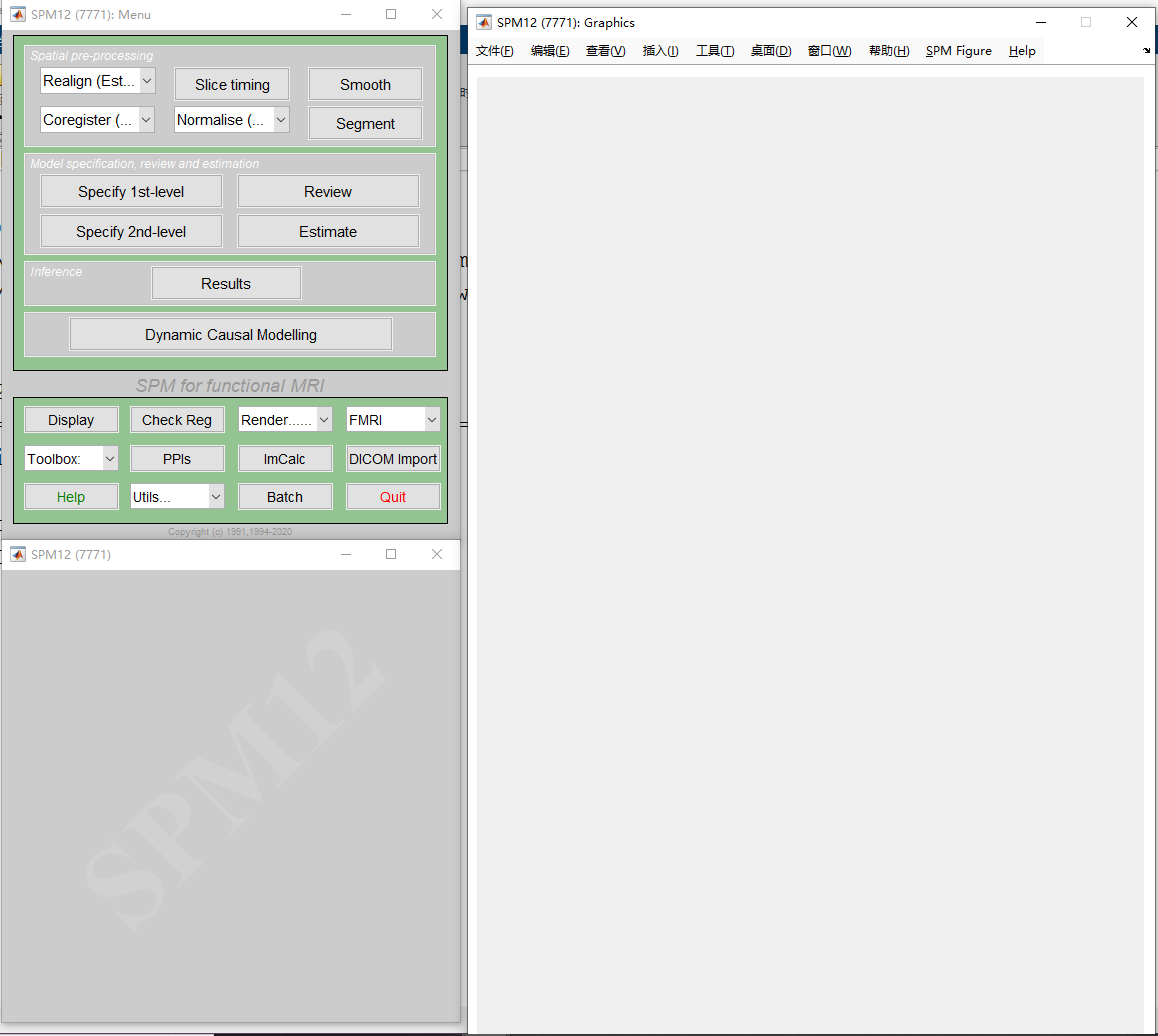 SPM12 (7771): Menu
Spatial pre-processing
Realign (Est... Slice timing Smooth
Coregister (... Normalise (... Segment
Model specification, review and estimation
Specify 1st-level Review
Specify 2nd-level Estimate
Inference
Results
Dynamic Causal Modelling
SPM for functional MRI
Display Check Reg Render...... FMRI
Toolbox: PPIs ImCalc DICOM Import
Help Utils... Batch Quit
Copyright (c) 1991,1994-2020
SPM12 (7771)
SPM12
SPM12 (7771): Graphics
文件(F) 编辑(E) 查看(V) 插入(I) 工具(T) 桌面(D) 窗口(W) 帮助(H) SPM Figure Help